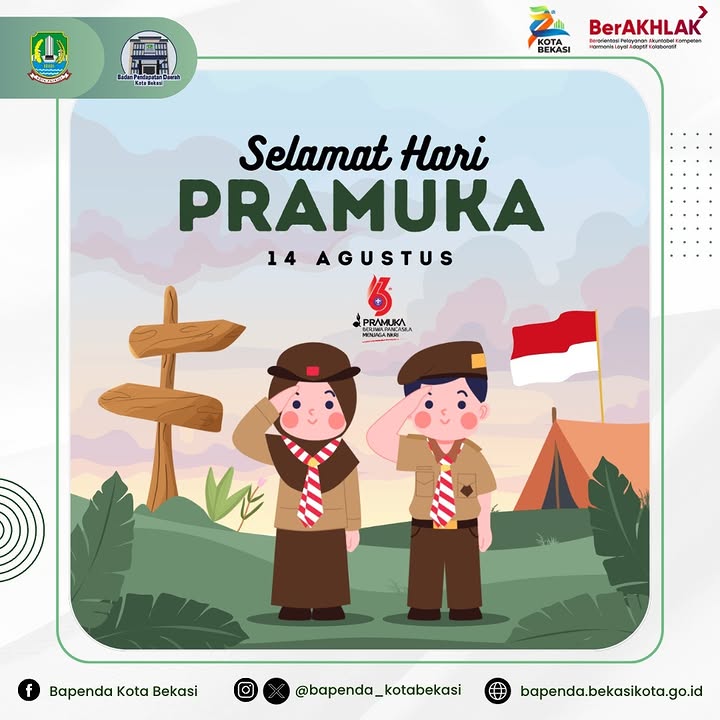 Badan Pendapatan Daerah
Kota Bekasi
KOTA
BEKASI
BerAKHLAK
Berorientasi Pelayanan Akuntabel Kompeten
Harmonis Loyal Adaptif Kolaboratif
Selamat Hari
PRAMUKA
14 AGUSTUS
63
PRAMUKA
BERJIWA PANCASILA
MENJAGA NKRI
Bapenda Kota Bekasi
@bapenda_kotabekasi
bapenda.bekasikota.go.id